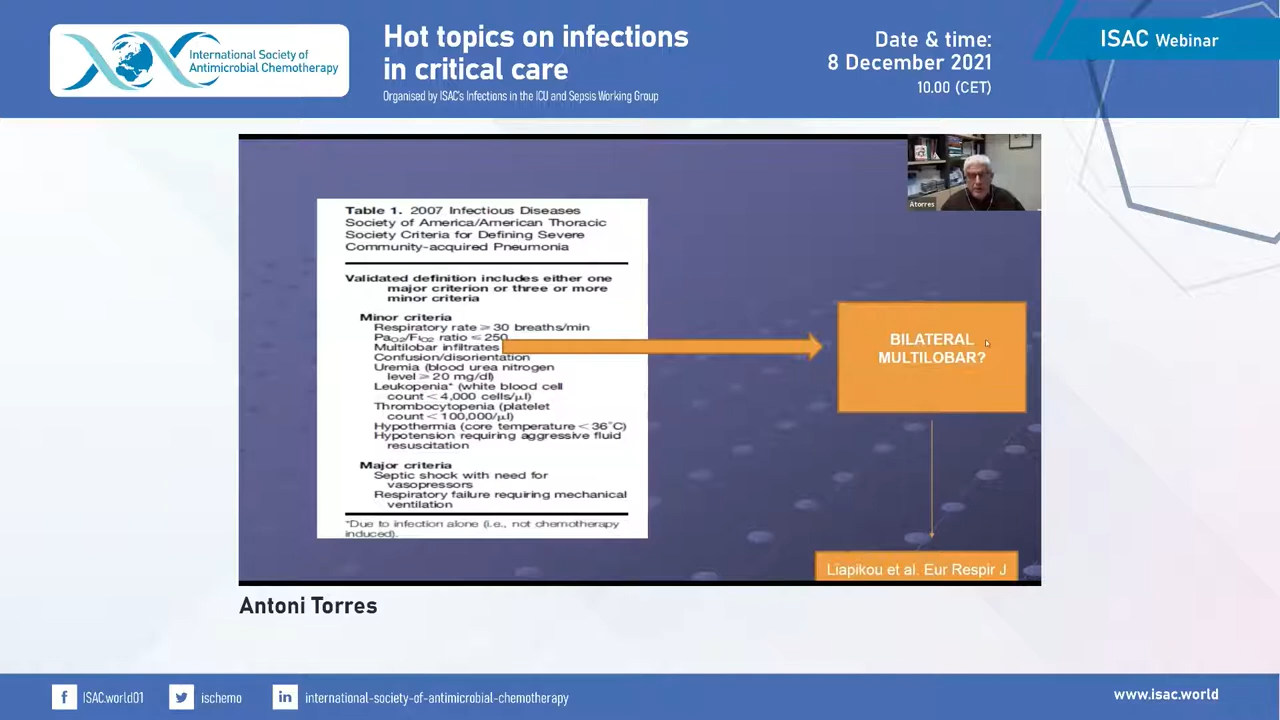 International Society of
Antimicrobial Chemotherapy
Hot topics on infections
in critical care
Organised by ISAC's Infections in the ICU and Sepsis Working Group
Date & time:
8 December 2021
10.00 (CET)
ISAC Webinar
Atorres
Table 1. 2007 Infectious Diseases
Society of America/American Thoracic
Society Criteria for Defining Severe
Community-acquired Pneumonia
Validated definition includes either one
major criterion or three or more
minor criteria
Minor criteria
Respiratory rate ≥ 30 breaths/min
PaO2/FIO2 ratio ≤ 250
Multilobar infiltrates
Confusion/disorientation
Uremia (blood urea nitrogen
level ≥ 20 mg/dl)
Leukopenia* (white blood cell
count < 4,000 cells/μl)
Thrombocytopenia (platelet
count < 100,000/μl)
Hypothermia (core temperature < 36°C)
Hypotension requiring aggressive fluid
resuscitation
Major criteria
Septic shock with need for
vasopressors
Respiratory failure requiring mechanical
ventilation
*Due to infection alone (i.e., not chemotherapy
induced).
BILATERAL
MULTILOBAR?
Liapikou et al. Eur Respir J
Antoni Torres
ISAC.world01
ischemo
international-society-of-antimicrobial-chemotherapy
www.isac.world